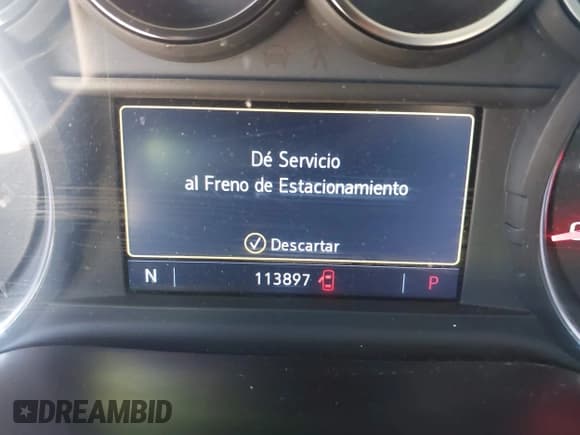 Dé Servicio
al Freno de Estacionamiento
Descartar
N 113897 P
DREAMBID